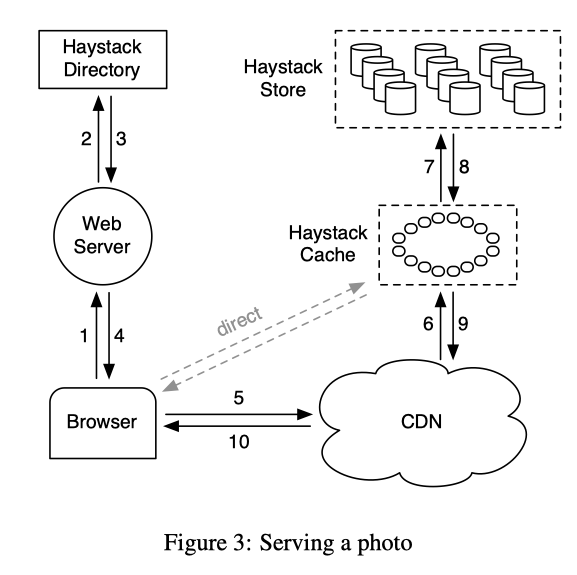 Haystack
Directory
Haystack
Store
2
3
7
8
Web
Server
Haystack
Cache
direct
1
4
6
9
Browser
5
10
CDN
Figure 3: Serving a photo